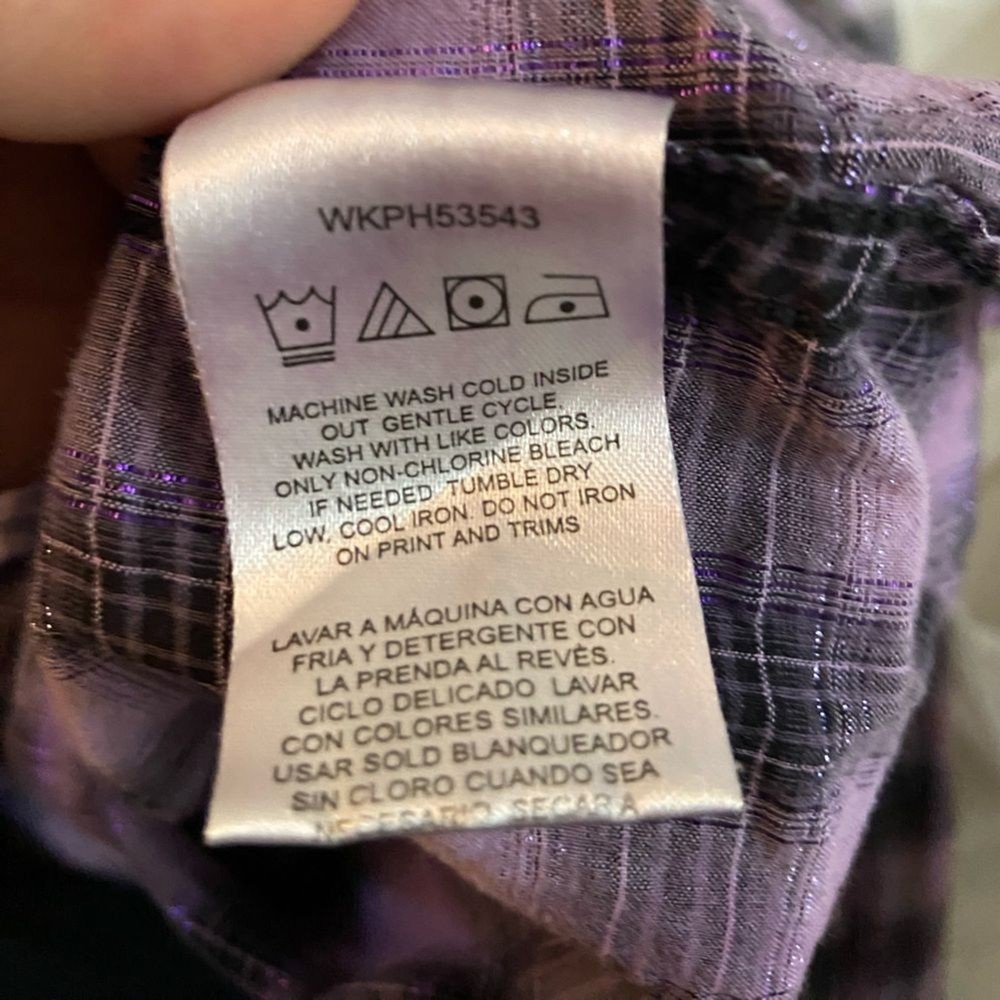 WKPH53543
MACHINE WASH COLD INSIDE
OUT GENTLE CYCLE.
WASH WITH LIKE COLORS.
ONLY NON-CHLORINE BLEACH
IF NEEDED TUMBLE DRY
LOW. COOL IRON DO NOT IRON
ON PRINT AND TRIMS
LAVAR A MÁQUINA CON AGUA
FRIA Y DETERGENTE CON
LA PRENDA AL REVÈS.
CICLO DELICADO LAVAR
CON COLORES SIMILARES.
USAR SOLD BLANQUEADOR
SIN CLORO CUANDO SEA
NECESARIO. SECAR A